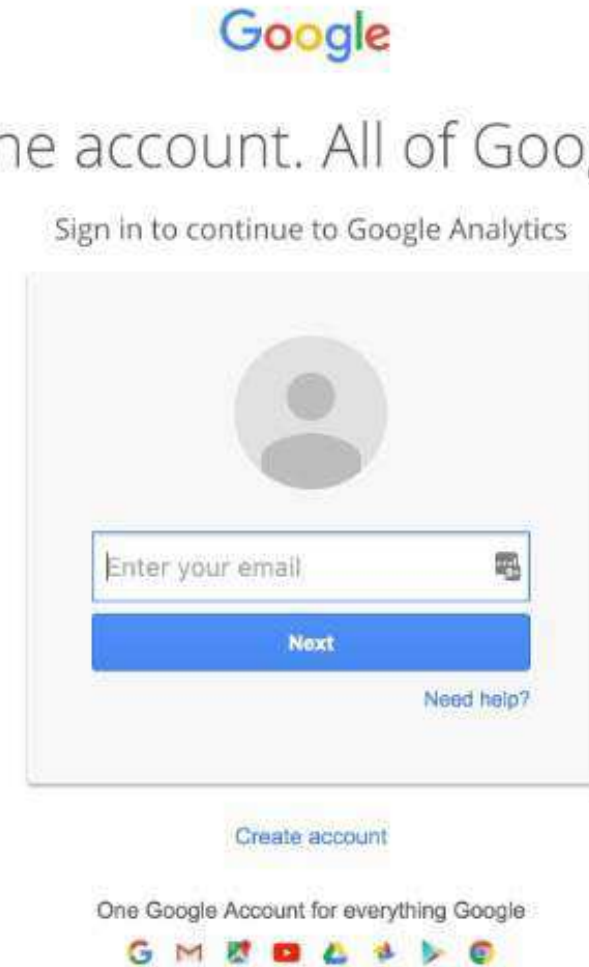 Google
ne account. All of Goog
Sign in to continue to Google Analytics
Enter your email
Next
Need help?
Create account
One Google Account for everything Google